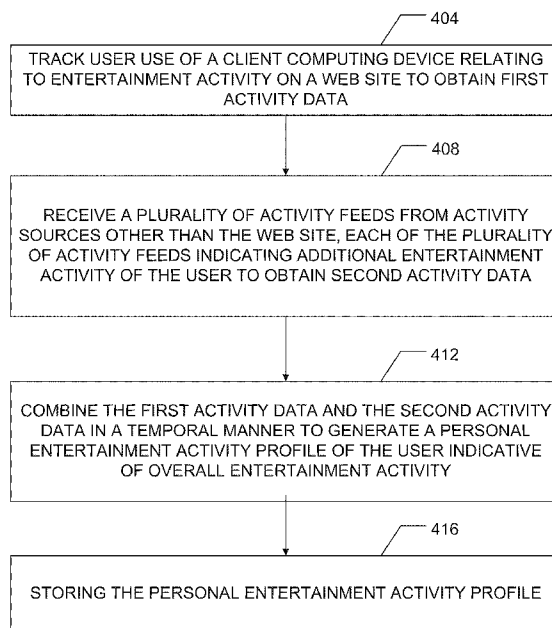 404
TRACK USER USE OF A CLIENT COMPUTING DEVICE RELATING
TO ENTERTAINMENT ACTIVITY ON A WEB SITE TO OBTAIN FIRST
ACTIVITY DATA
408
RECEIVE A PLURALITY OF ACTIVITY FEEDS FROM ACTIVITY
SOURCES OTHER THAN THE WEB SITE, EACH OF THE PLURALITY
OF ACTIVITY FEEDS INDICATING ADDITIONAL ENTERTAINMENT
ACTIVITY OF THE USER TO OBTAIN SECOND ACTIVITY DATA
412
COMBINE THE FIRST ACTIVITY DATA AND THE SECOND ACTIVITY
DATA IN A TEMPORAL MANNER TO GENERATE A PERSONAL
ENTERTAINMENT ACTIVITY PROFILE OF THE USER INDICATIVE
OF OVERALL ENTERTAINMENT ACTIVITY
416
STORING THE PERSONAL ENTERTAINMENT ACTIVITY PROFILE